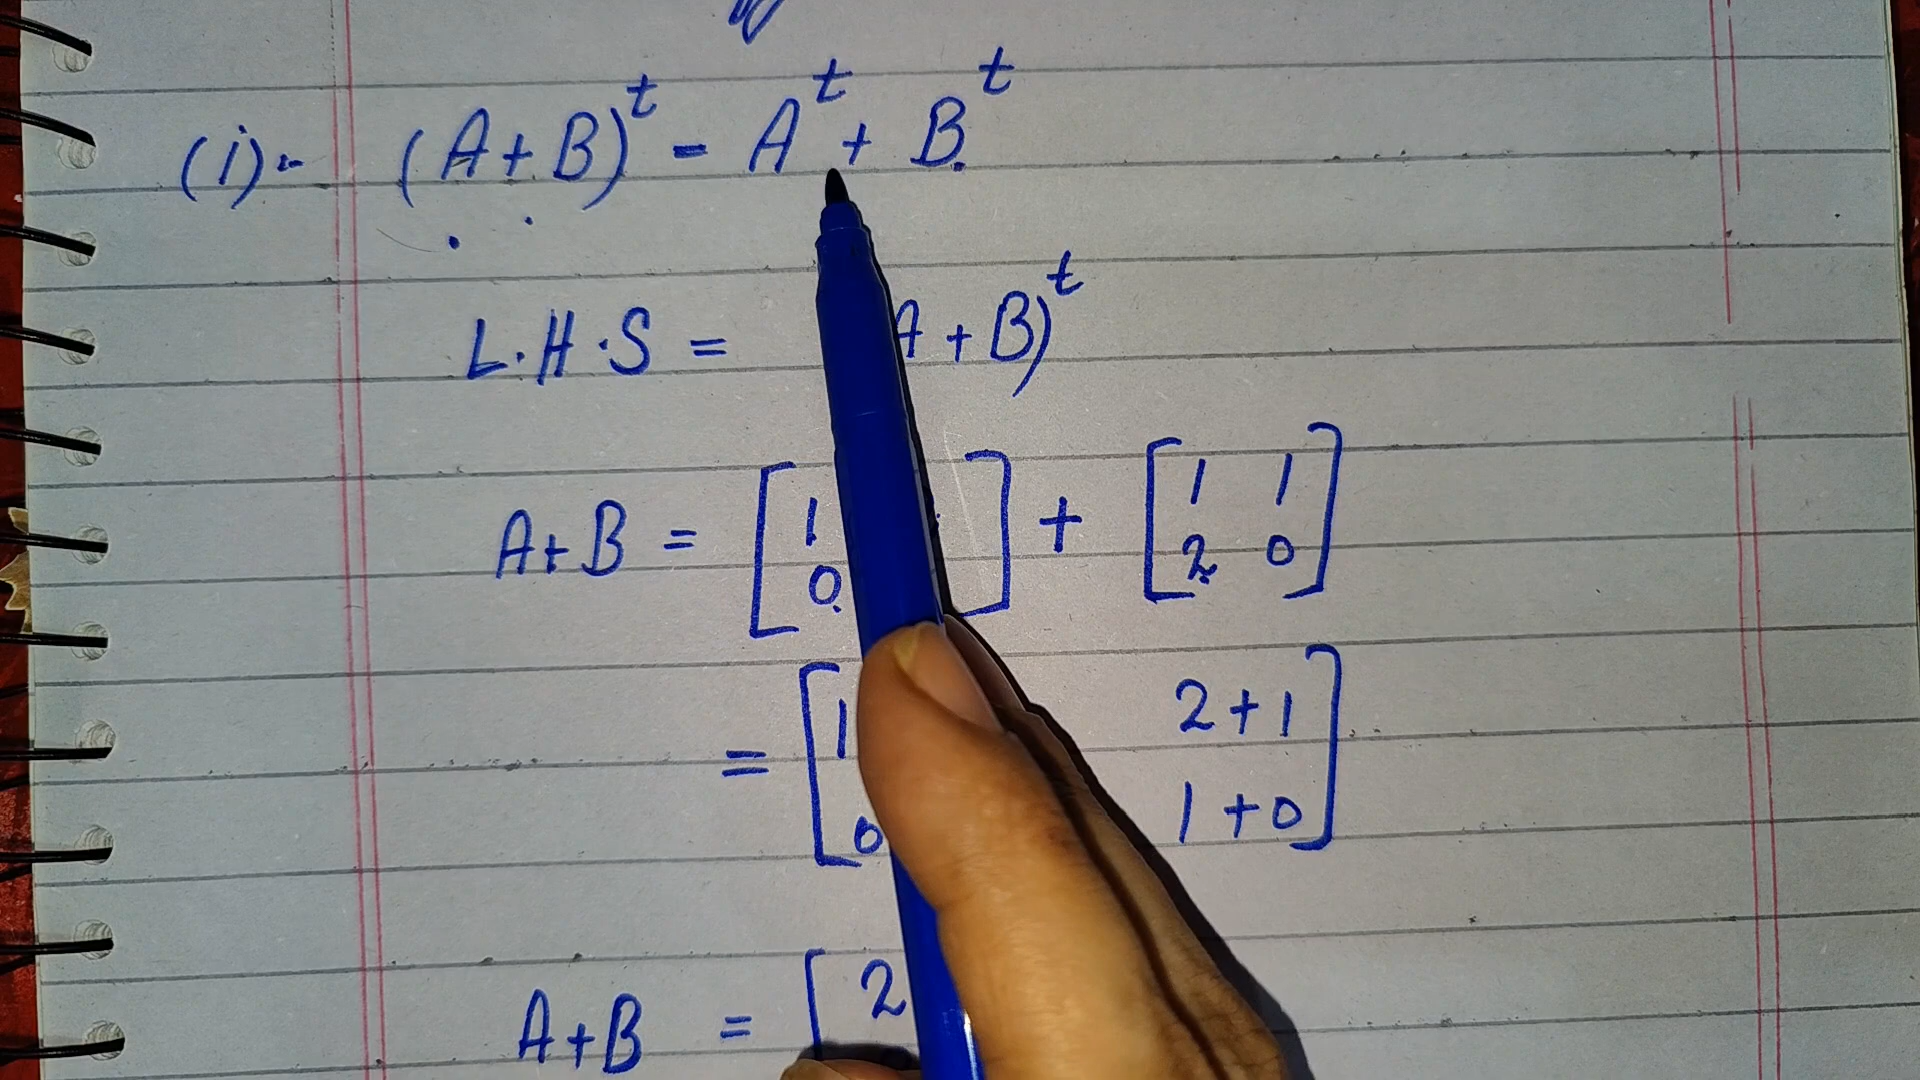 (i)- (A+B)^t = A^t + B^t
L.H.S = A + B)^t
A+B = [1 0 ] + [1 1
2 0]
= [1 2+1
0 1+0]
A+B = [2